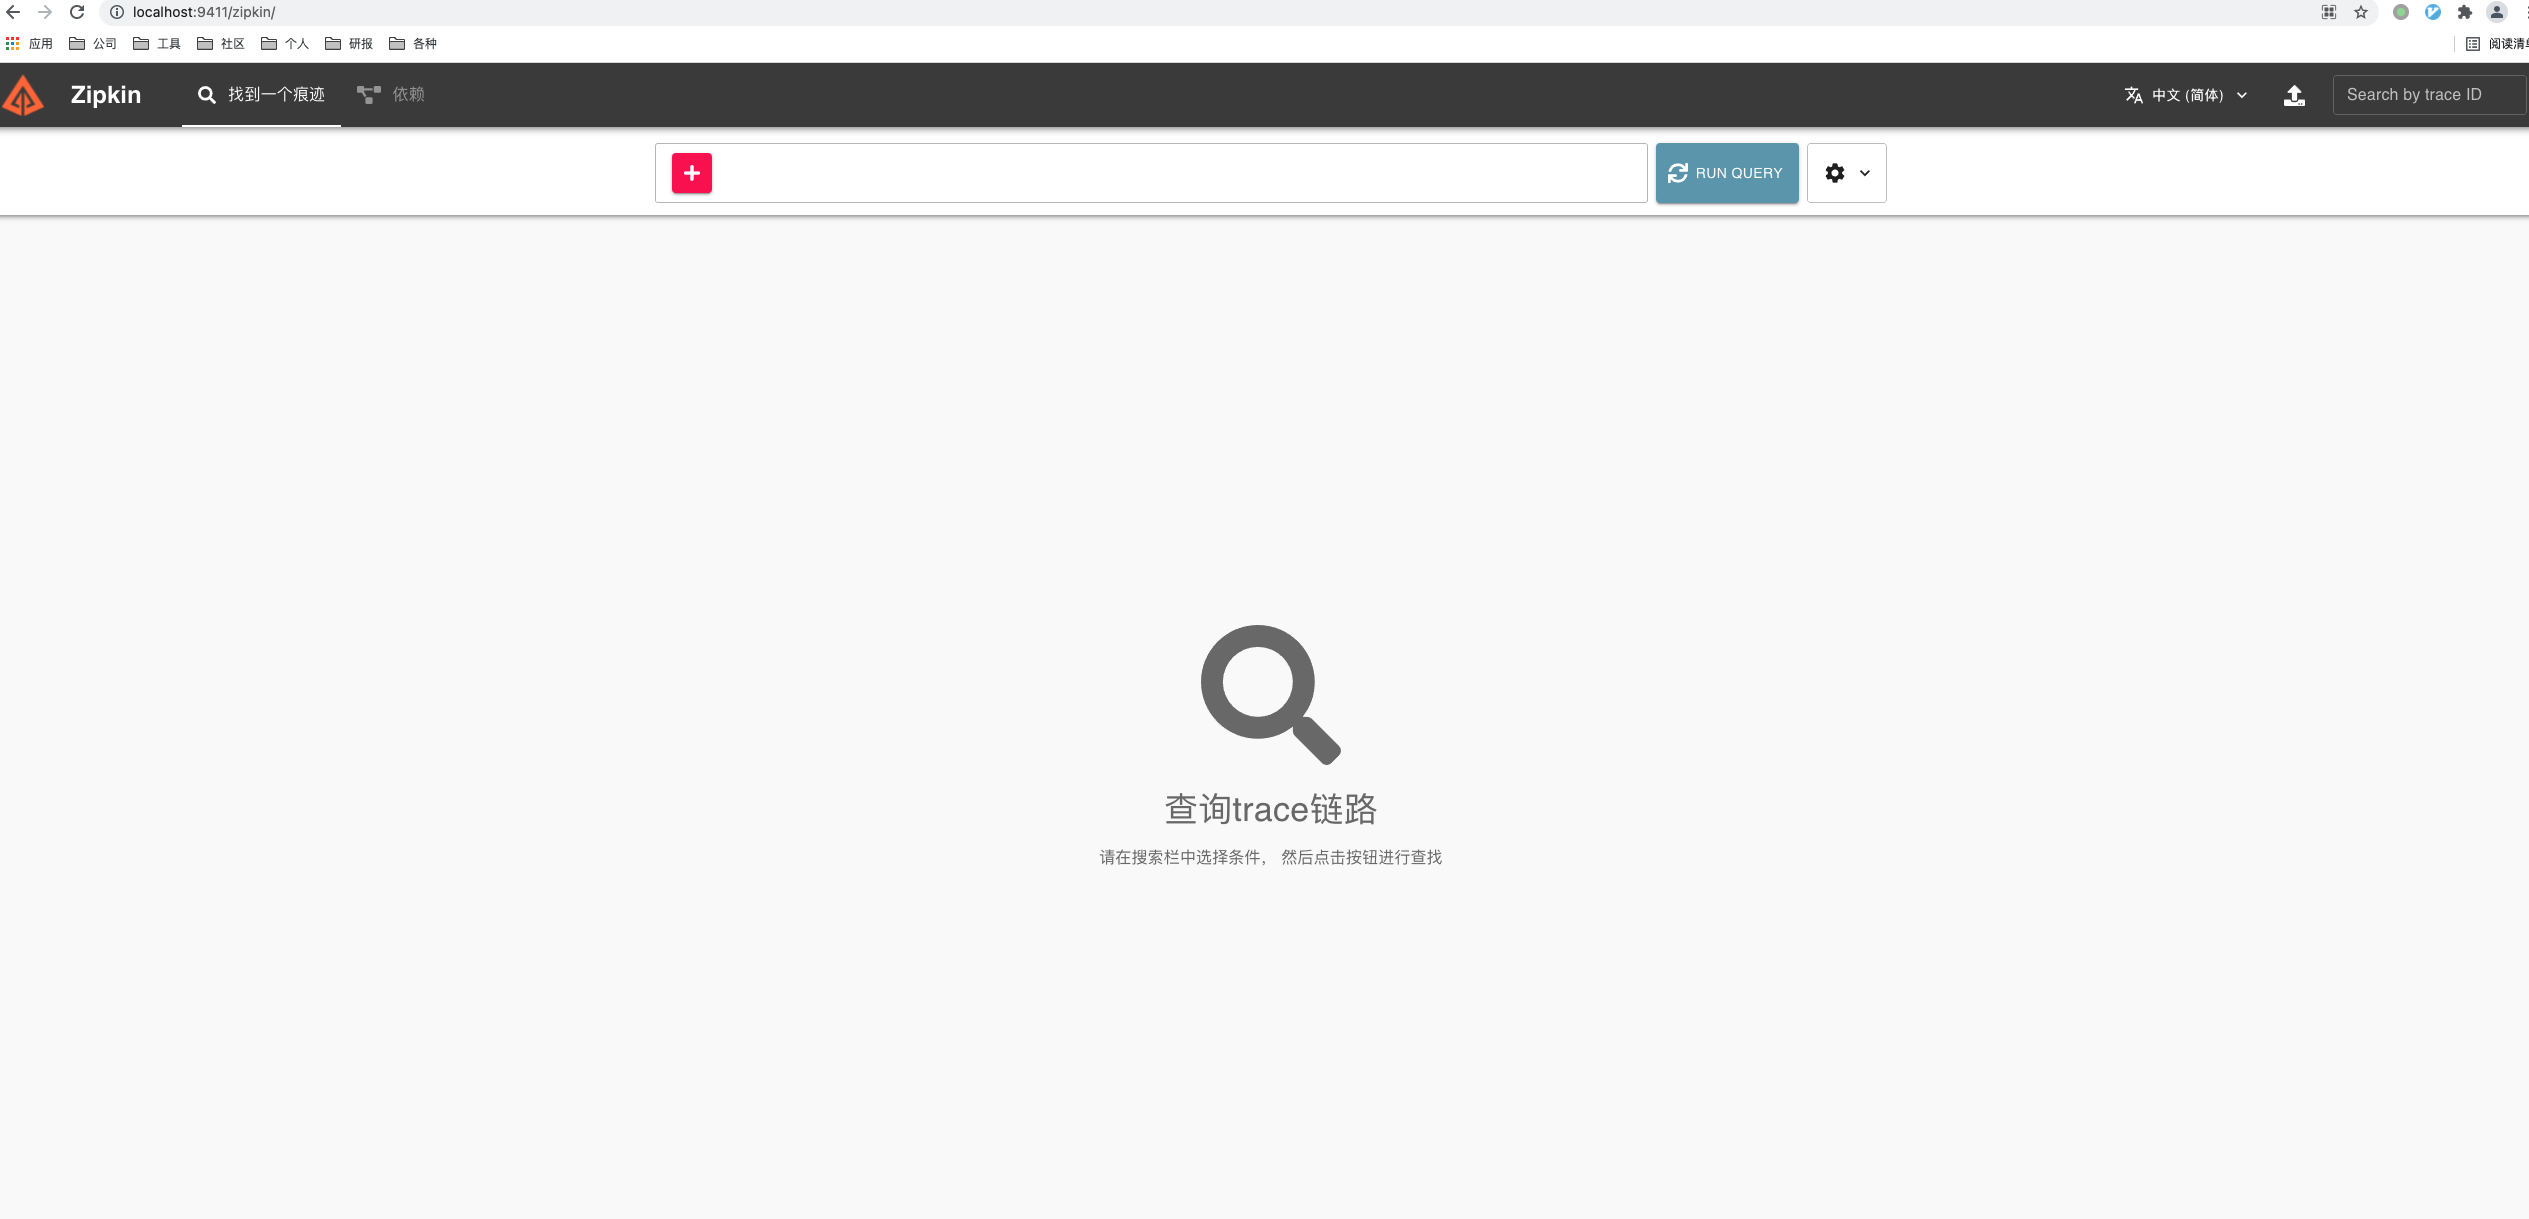 localhost:9411/zipkin/
应用 公司 工具 社区 个人 研报 各种 阅读清
Zipkin 找到一个痕迹 依赖 中文 (简体) Search by trace ID
RUN QUERY
查询trace链路
请在搜索栏中选择条件， 然后点击按钮进行查找